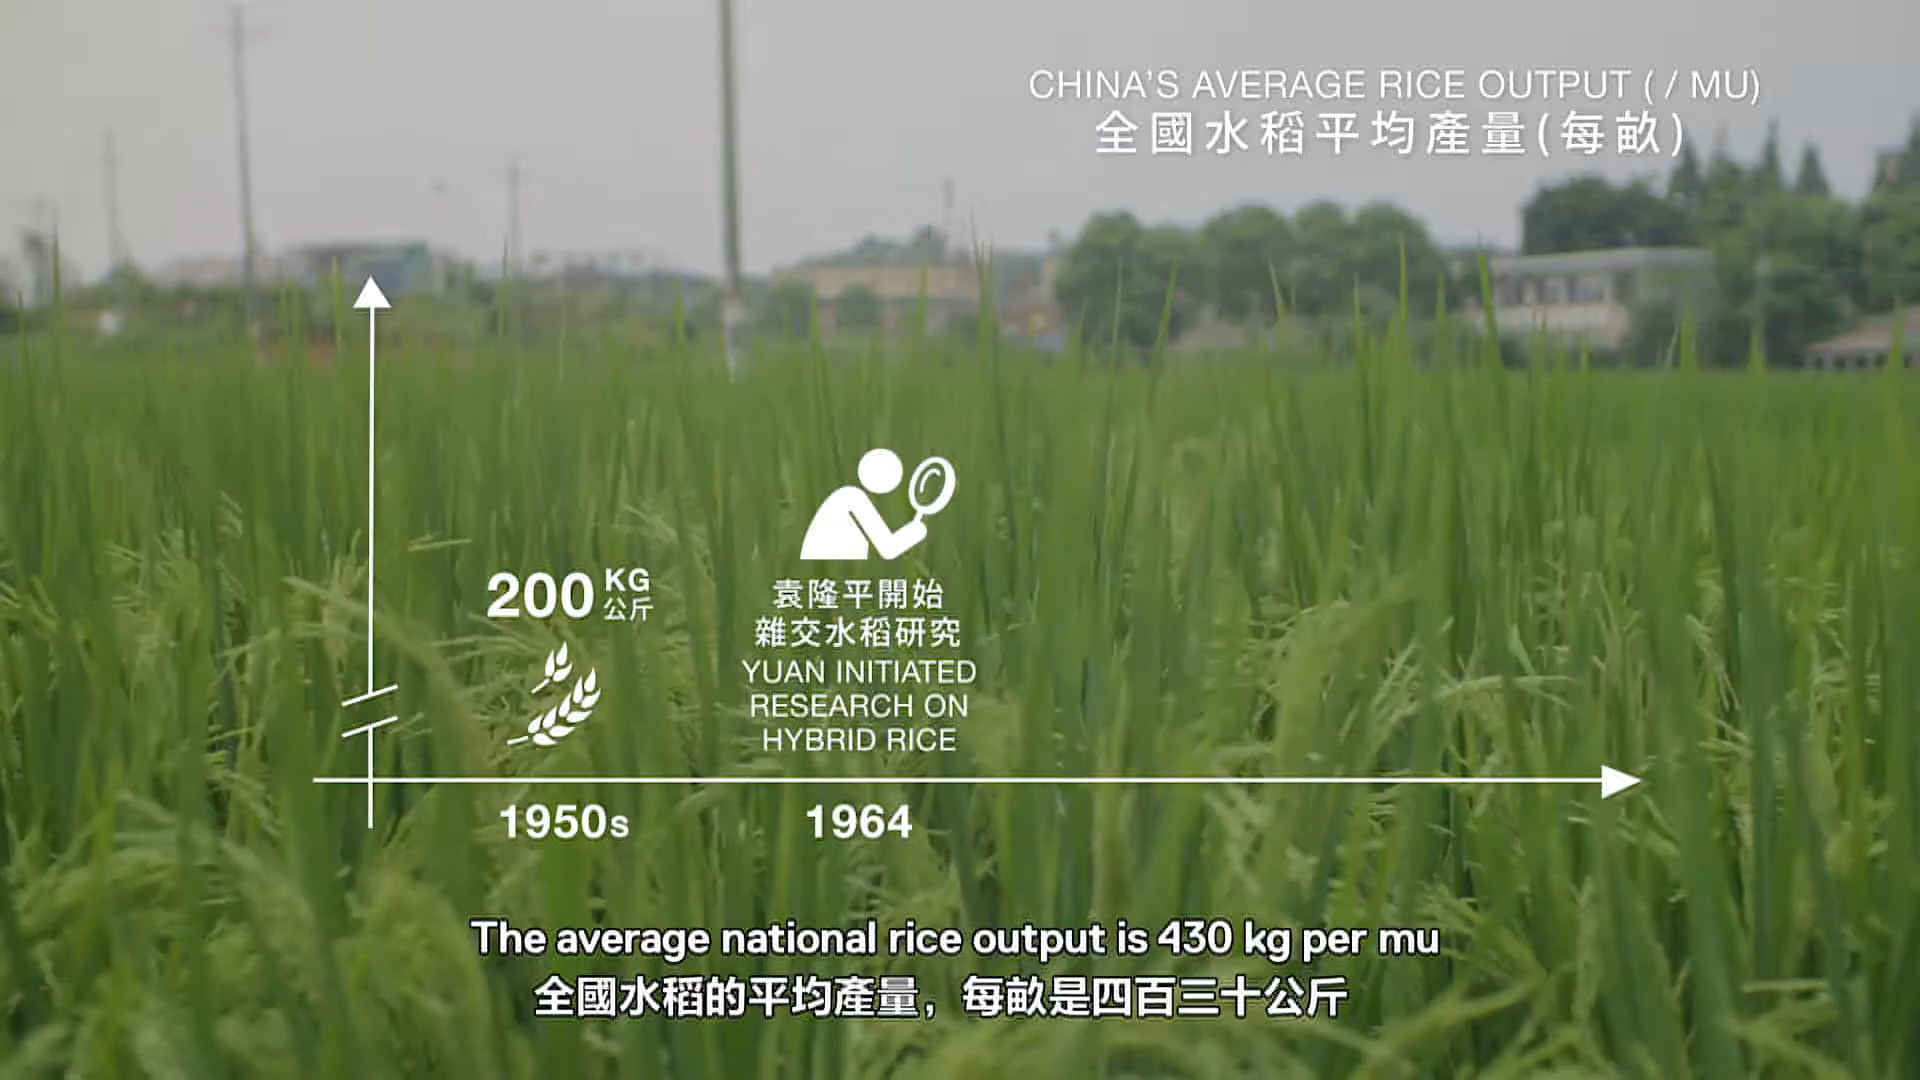 CHINA'S AVERAGE RICE OUTPUT ( / MU)
全國水稻平均產量(每畝)
200 KG
公斤
袁隆平開始
雜交水稻研究
YUAN INITIATED
RESEARCH ON
HYBRID RICE
1950s
1964
The average national rice output is 430 kg per mu
全國水稻的平均產量，每畝是四百三十公斤